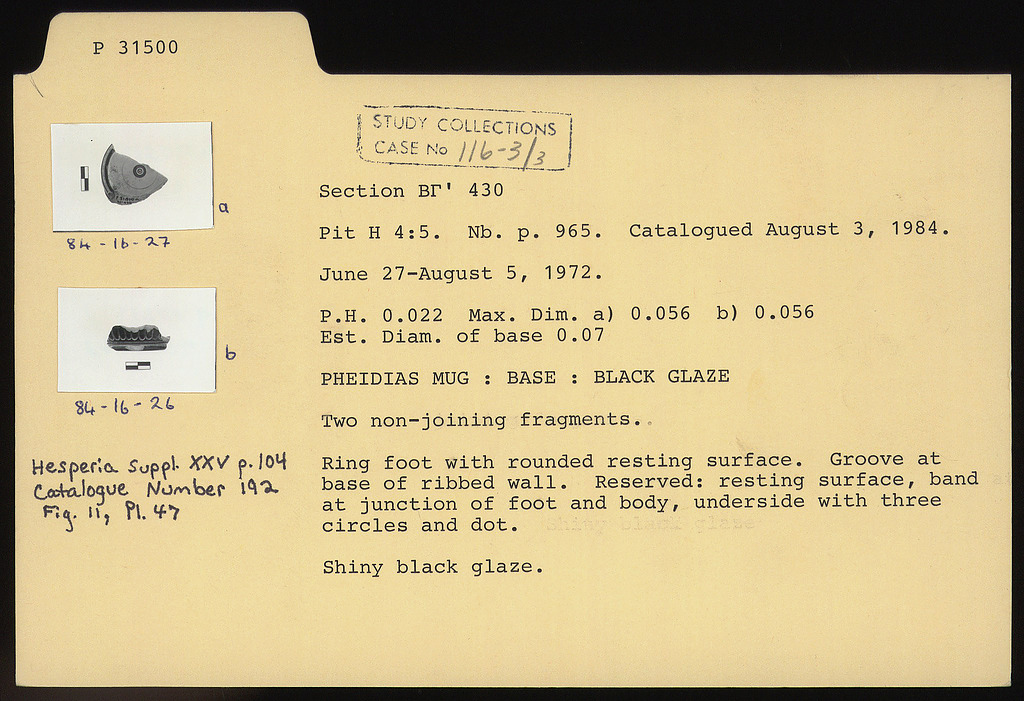 P 31500
STUDY COLLECTIONS
CASE No 116-3/3
a
84-16-27
b
84-16-26
Hesperia Suppl. XXV p.104
Catalogue Number 192
Fig. 11, Pl. 47
Section ΒΓ' 430
Pit H 4:5. Nb. p. 965. Catalogued August 3, 1984.
June 27-August 5, 1972.
P.H. 0.022 Max. Dim. a) 0.056 b) 0.056
Est. Diam. of base 0.07
PHEIDIAS MUG : BASE : BLACK GLAZE
Two non-joining fragments.
Ring foot with rounded resting surface. Groove at
base of ribbed wall. Reserved: resting surface, band
at junction of foot and body, underside with three
circles and dot. Shiny black glaze
Shiny black glaze.